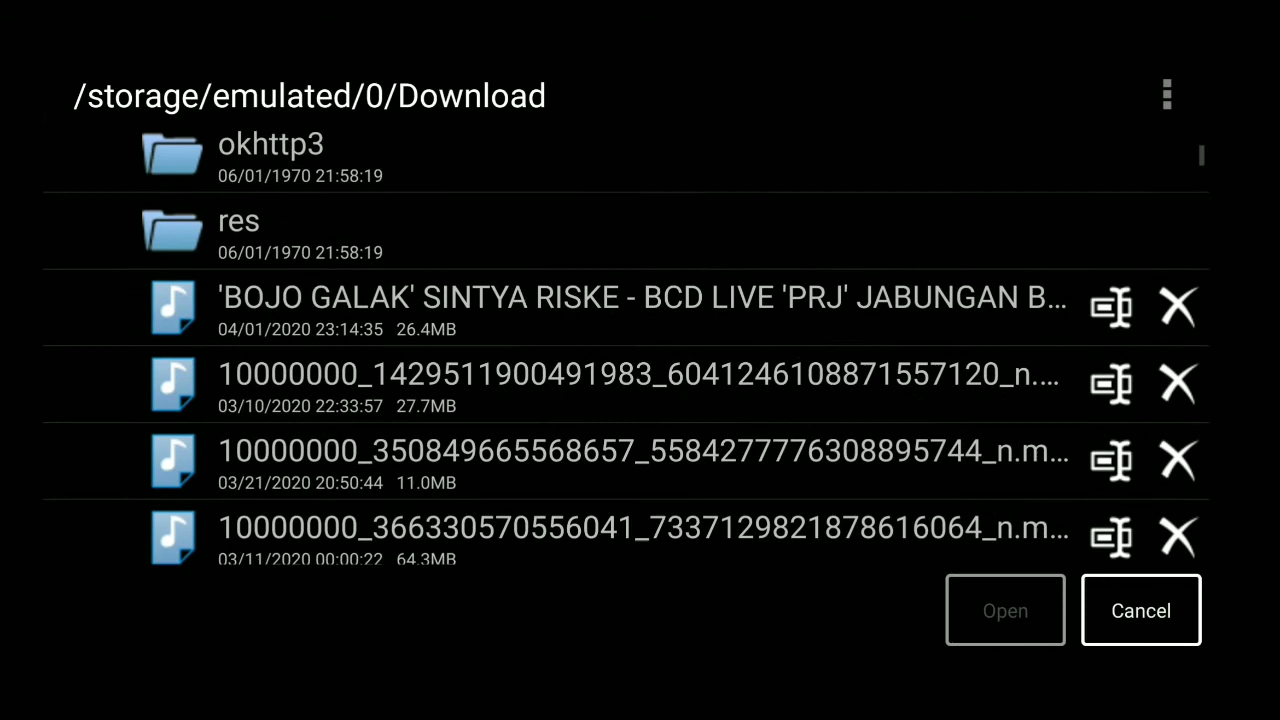 /storage/emulated/0/Download
okhttp3
06/01/1970 21:58:19
res
06/01/1970 21:58:19
'BOJO GALAK' SINTYA RISKE - BCD LIVE 'PRJ' JABUNGAN B...
04/01/2020 23:14:35 26.4MB
10000000_1429511900491983_6041246108871557120_n....
03/10/2020 22:33:57 27.7MB
10000000_350849665568657_5584277776308895744_n.m...
03/21/2020 20:50:44 11.0MB
10000000_366330570556041_7337129821878616064_n.m...
03/11/2020 00:00:22 64.3MB
Open Cancel